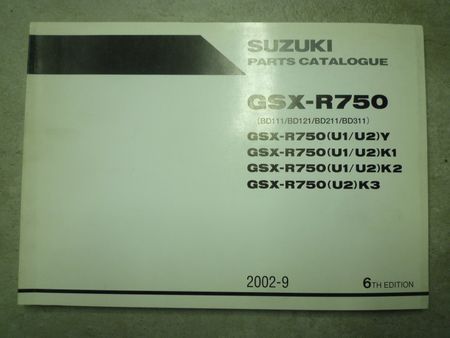 SUZUKI
PARTS CATALOGUE
GSX-R750
(BD111/BD121/BD211/BD311)
GSX-R750(U1/U2)Y
GSX-R750(U1/U2)K1
GSX-R750(U1/U2)K2
GSX-R750(U2)K3
2002-9
6TH EDITION